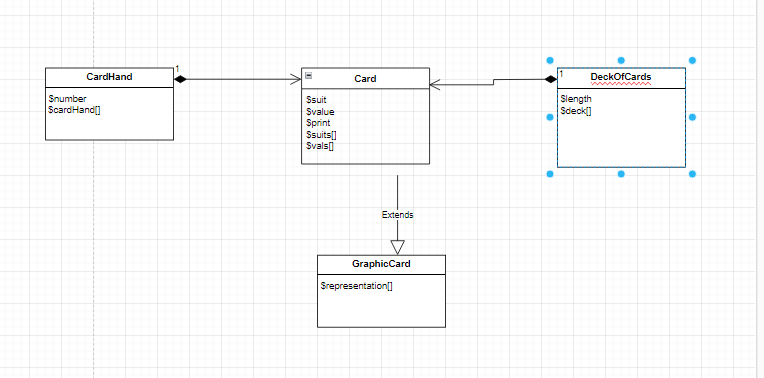 CardHand
1
$number
$cardHand[]
Card
$suit
$value
$print
$suits[]
$vals[]
DeckOfCards
1
$length
$deck[]
Extends
GraphicCard
$representation[]